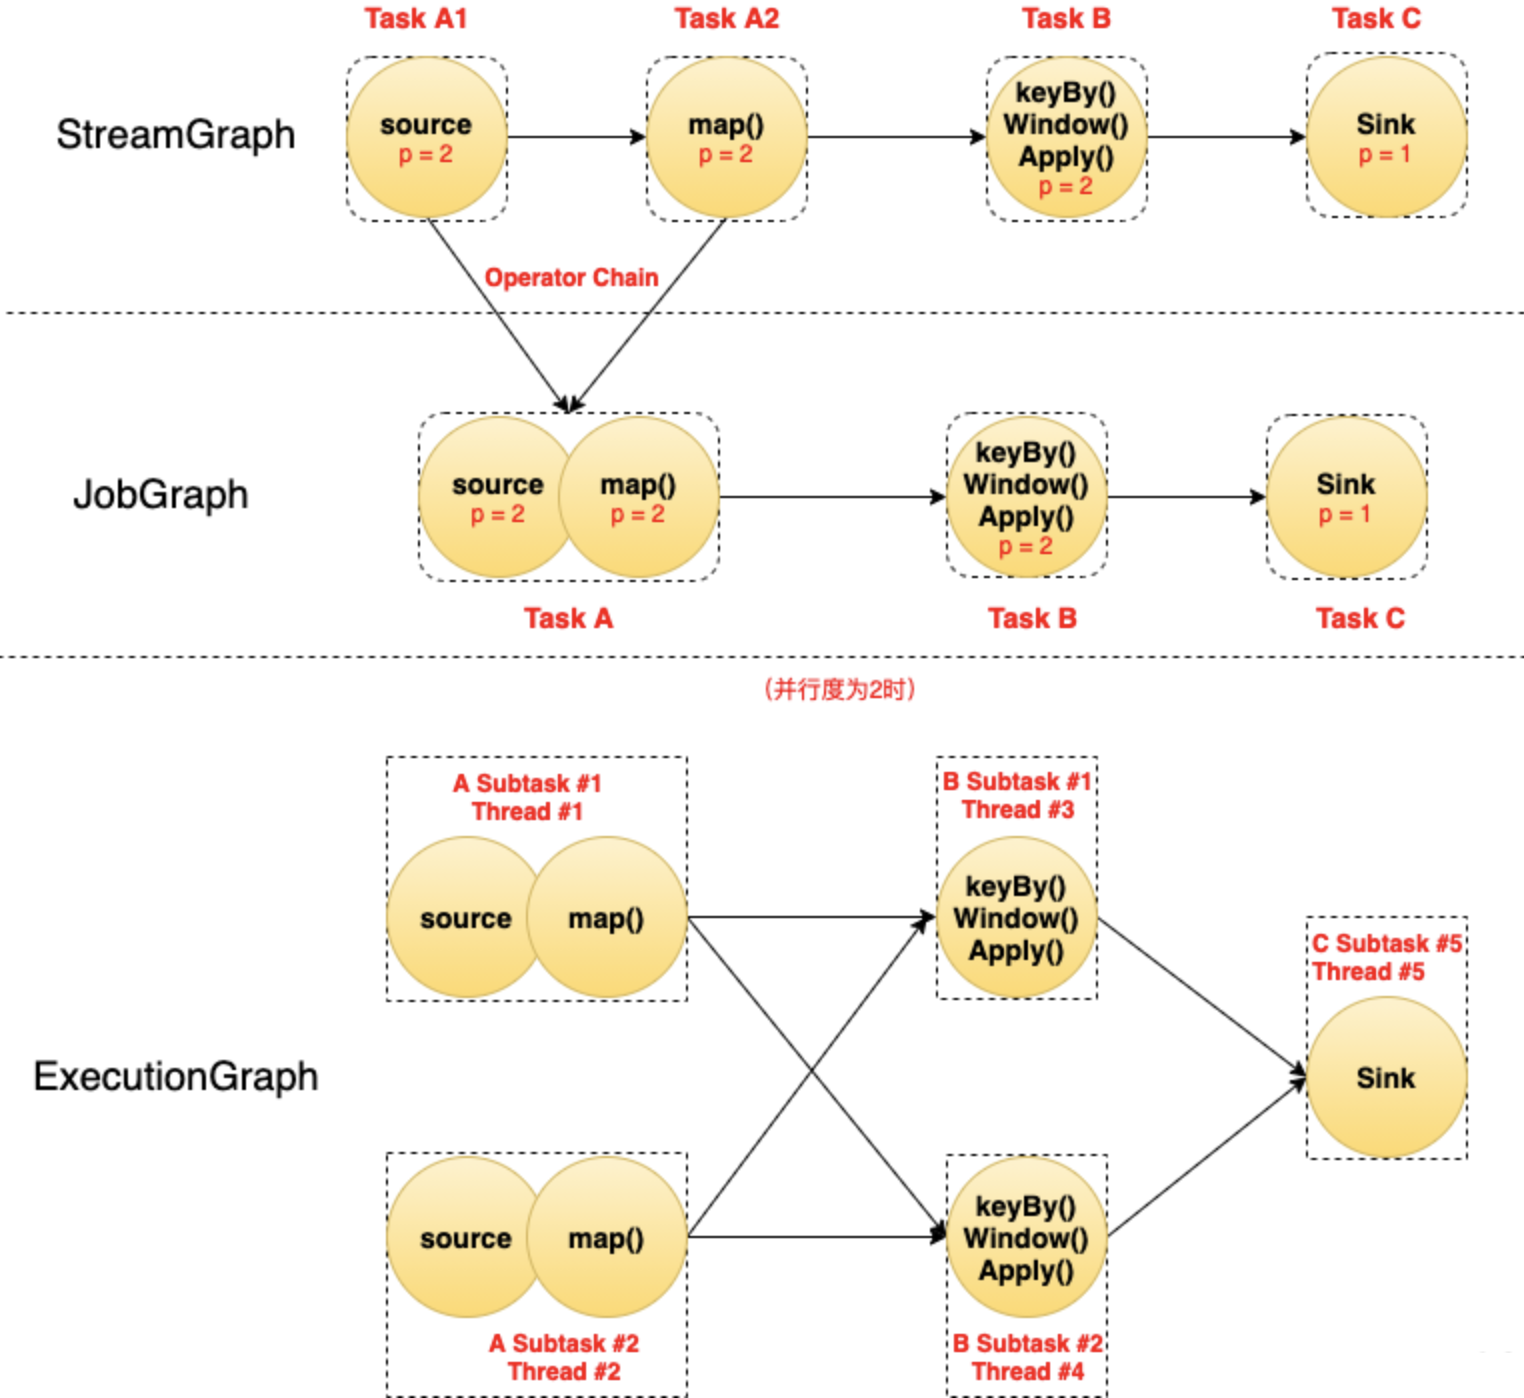 Task A1
Task A2
Task B
Task C
StreamGraph
source
p = 2
map()
p = 2
keyBy()
Window()
Apply()
p = 2
Sink
p = 1
Operator Chain
JobGraph
source
p = 2
map()
p = 2
keyBy()
Window()
Apply()
p = 2
Sink
p = 1
Task A
Task B
Task C
（并行度为2时）
A Subtask #1
Thread #1
source
map()
B Subtask #1
Thread #3
keyBy()
Window()
Apply()
C Subtask #5
Thread #5
Sink
ExecutionGraph
source
map()
A Subtask #2
Thread #2
keyBy()
Window()
Apply()
B Subtask #2
Thread #4